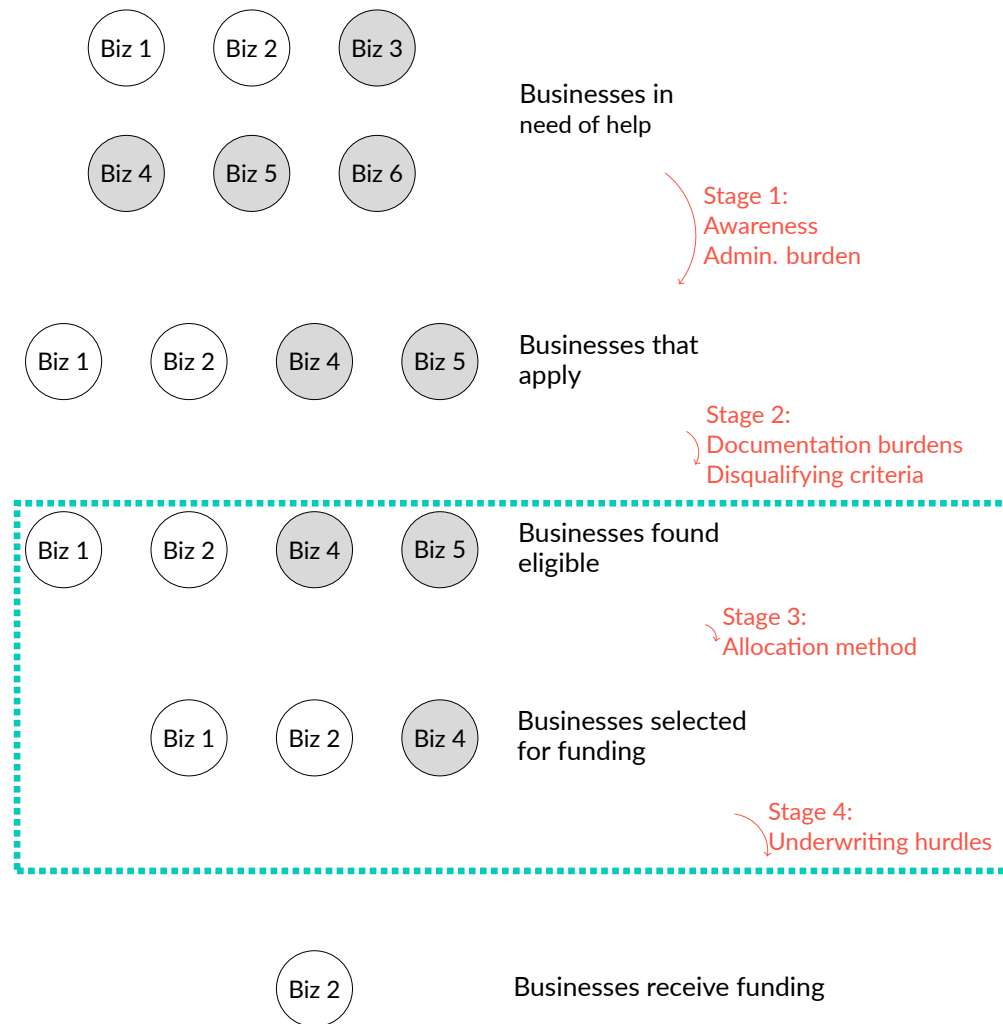 Biz 1 Biz 2 Biz 3
Businesses in
need of help
Biz 4 Biz 5 Biz 6
Stage 1:
Awareness
Admin. burden
Biz 1 Biz 2 Biz 4 Biz 5
Businesses that
apply
Stage 2:
Documentation burdens
Disqualifying criteria
Biz 1 Biz 2 Biz 4 Biz 5
Businesses found
eligible
Stage 3:
Allocation method
Biz 1 Biz 2 Biz 4
Businesses selected
for funding
Stage 4:
Underwriting hurdles
Biz 2
Businesses receive funding